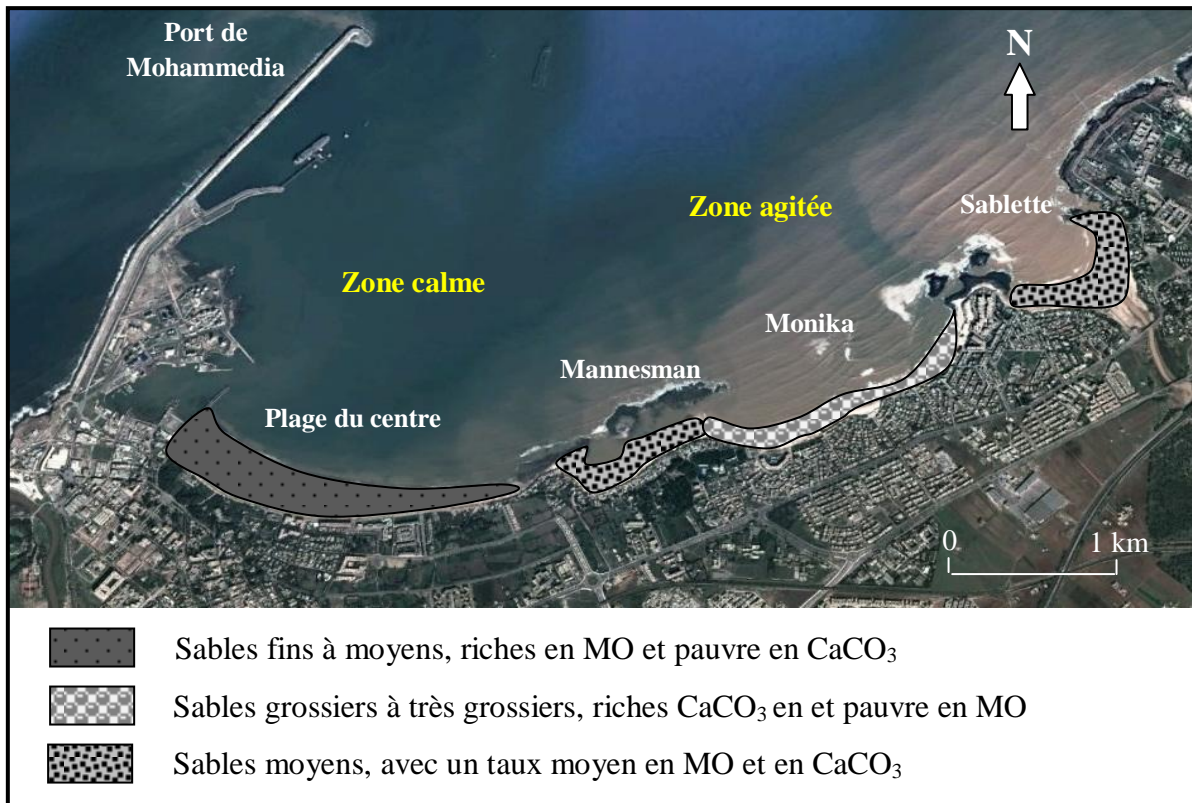 Port de
Mohammedia
N
Zone agitée
Sablette
Zone calme
Monika
Mannesman
Plage du centre
0 1 km
Sables fins à moyens, riches en MO et pauvre en CaCO₃
Sables grossiers à très grossiers, riches CaCO₃ en et pauvre en MO
Sables moyens, avec un taux moyen en MO et en CaCO₃